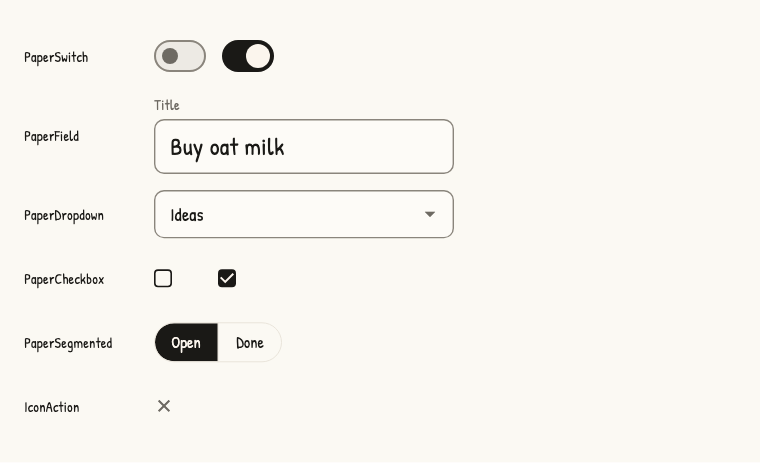 PaperSwitch
Title
PaperField
Buy oat milk
PaperDropdown
Ideas
PaperCheckbox
PaperSegmented
Open
Done
IconAction